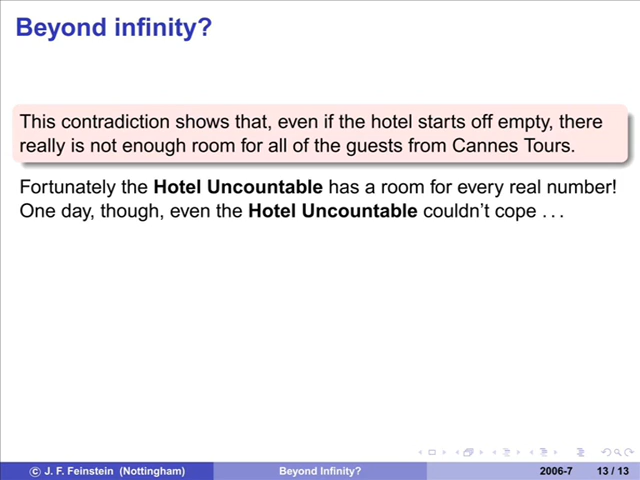 Beyond infinity?
This contradiction shows that, even if the hotel starts off empty, there
really is not enough room for all of the guests from Cannes Tours.
Fortunately the Hotel Uncountable has a room for every real number!
One day, though, even the Hotel Uncountable couldn't cope . . .
© J. F. Feinstein (Nottingham) Beyond Infinity? 2006-7 13 / 13